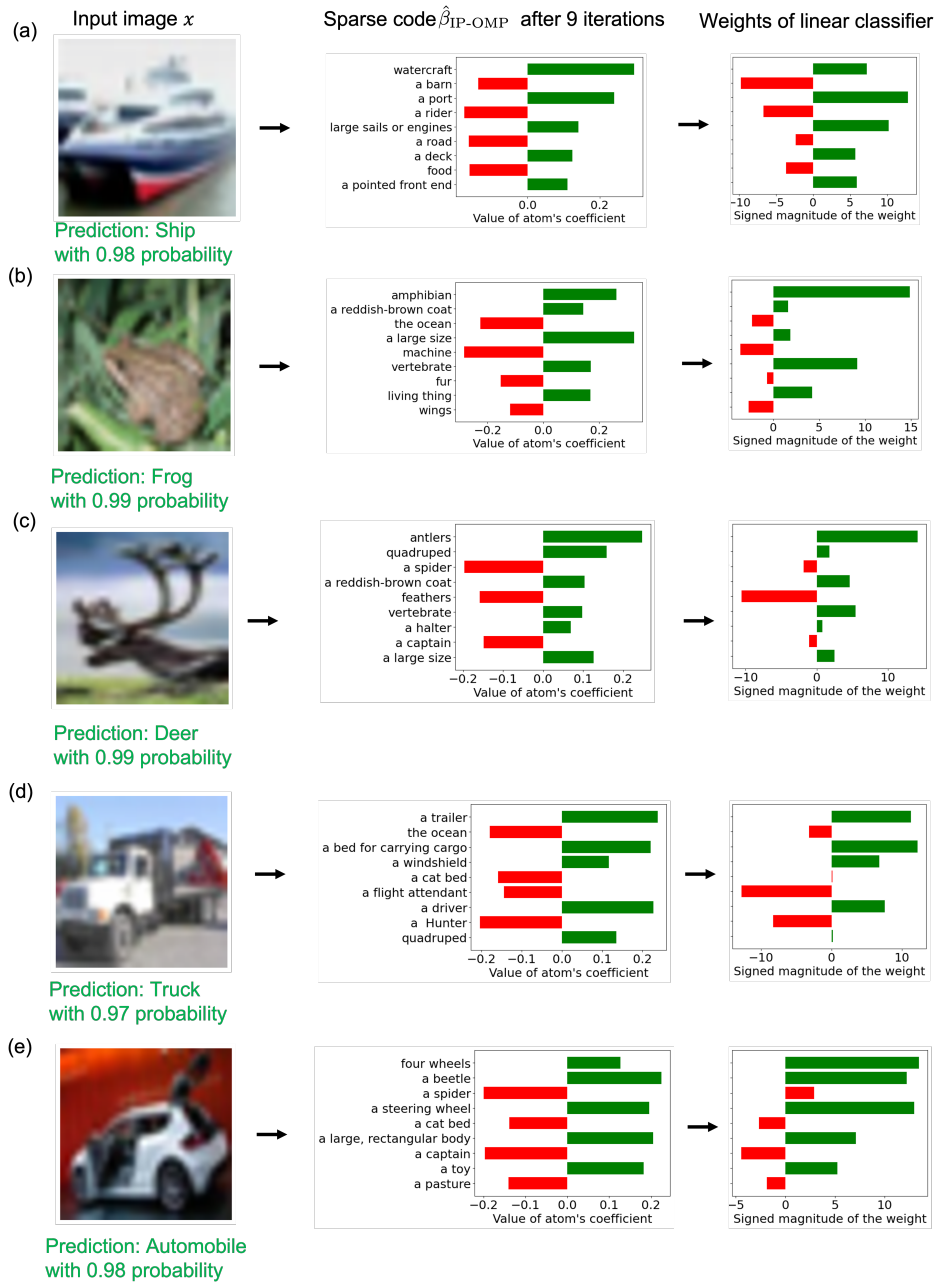 Input image x
Sparse code β̂IP-OMP after 9 iterations
Weights of linear classifier
(a)
watercraft
a barn
a port
a rider
large sails or engines
a road
a deck
food
a pointed front end
0.0 0.2
Value of atom's coefficient
−10 −5 0 5 10
Signed magnitude of the weight
Prediction: Ship
with 0.98 probability
(b)
amphibian
a reddish-brown coat
the ocean
a large size
machine
vertebrate
fur
living thing
wings
−0.2 0.0 0.2
Value of atom's coefficient
0 5 10 15
Signed magnitude of the weight
Prediction: Frog
with 0.99 probability
(c)
antlers
quadruped
a spider
a reddish-brown coat
feathers
vertebrate
a halter
a captain
a large size
−0.2 −0.1 0.0 0.1 0.2
Value of atom's coefficient
−10 0 10
Signed magnitude of the weight
Prediction: Deer
with 0.99 probability
(d)
a trailer
the ocean
a bed for carrying cargo
a windshield
a cat bed
a flight attendant
a driver
a Hunter
quadruped
−0.2 −0.1 0.0 0.1 0.2
Value of atom's coefficient
−10 0 10
Signed magnitude of the weight
Prediction: Truck
with 0.97 probability
(e)
four wheels
a beetle
a spider
a steering wheel
a cat bed
a large, rectangular body
a captain
a toy
a pasture
−0.2 −0.1 0.0 0.1 0.2
Value of atom's coefficient
−5 0 5 10
Signed magnitude of the weight
Prediction: Automobile
with 0.98 probability